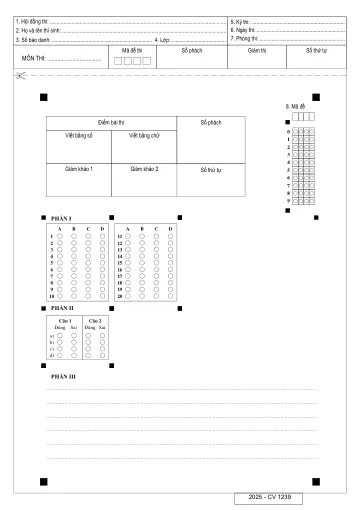 1. Hội đồng thi: 5. Kỳ thi:
2. Họ và tên thí sinh: 6. Ngày thi:
3. Số báo danh: 4. Lớp: 7. Phòng thi:
MÔN THI: Mã đề thi Số phách Giám thị Số thứ tự
8. Mã đề
Điểm bài thi Số phách
Viết bằng số Viết bằng chữ
Giám khảo 1 Giám khảo 2 Số thứ tự
0
1
2
3
4
5
6
7
8
9
PHẦN I
A B C D A B C D
1 11
2 12
3 13
4 14
5 15
6 16
7 17
8 18
9 19
10 20
PHẦN II
Câu 1 Câu 2
Đúng Sai Đúng Sai
a)
b)
c)
d)
PHẦN III
2025 - CV 1239